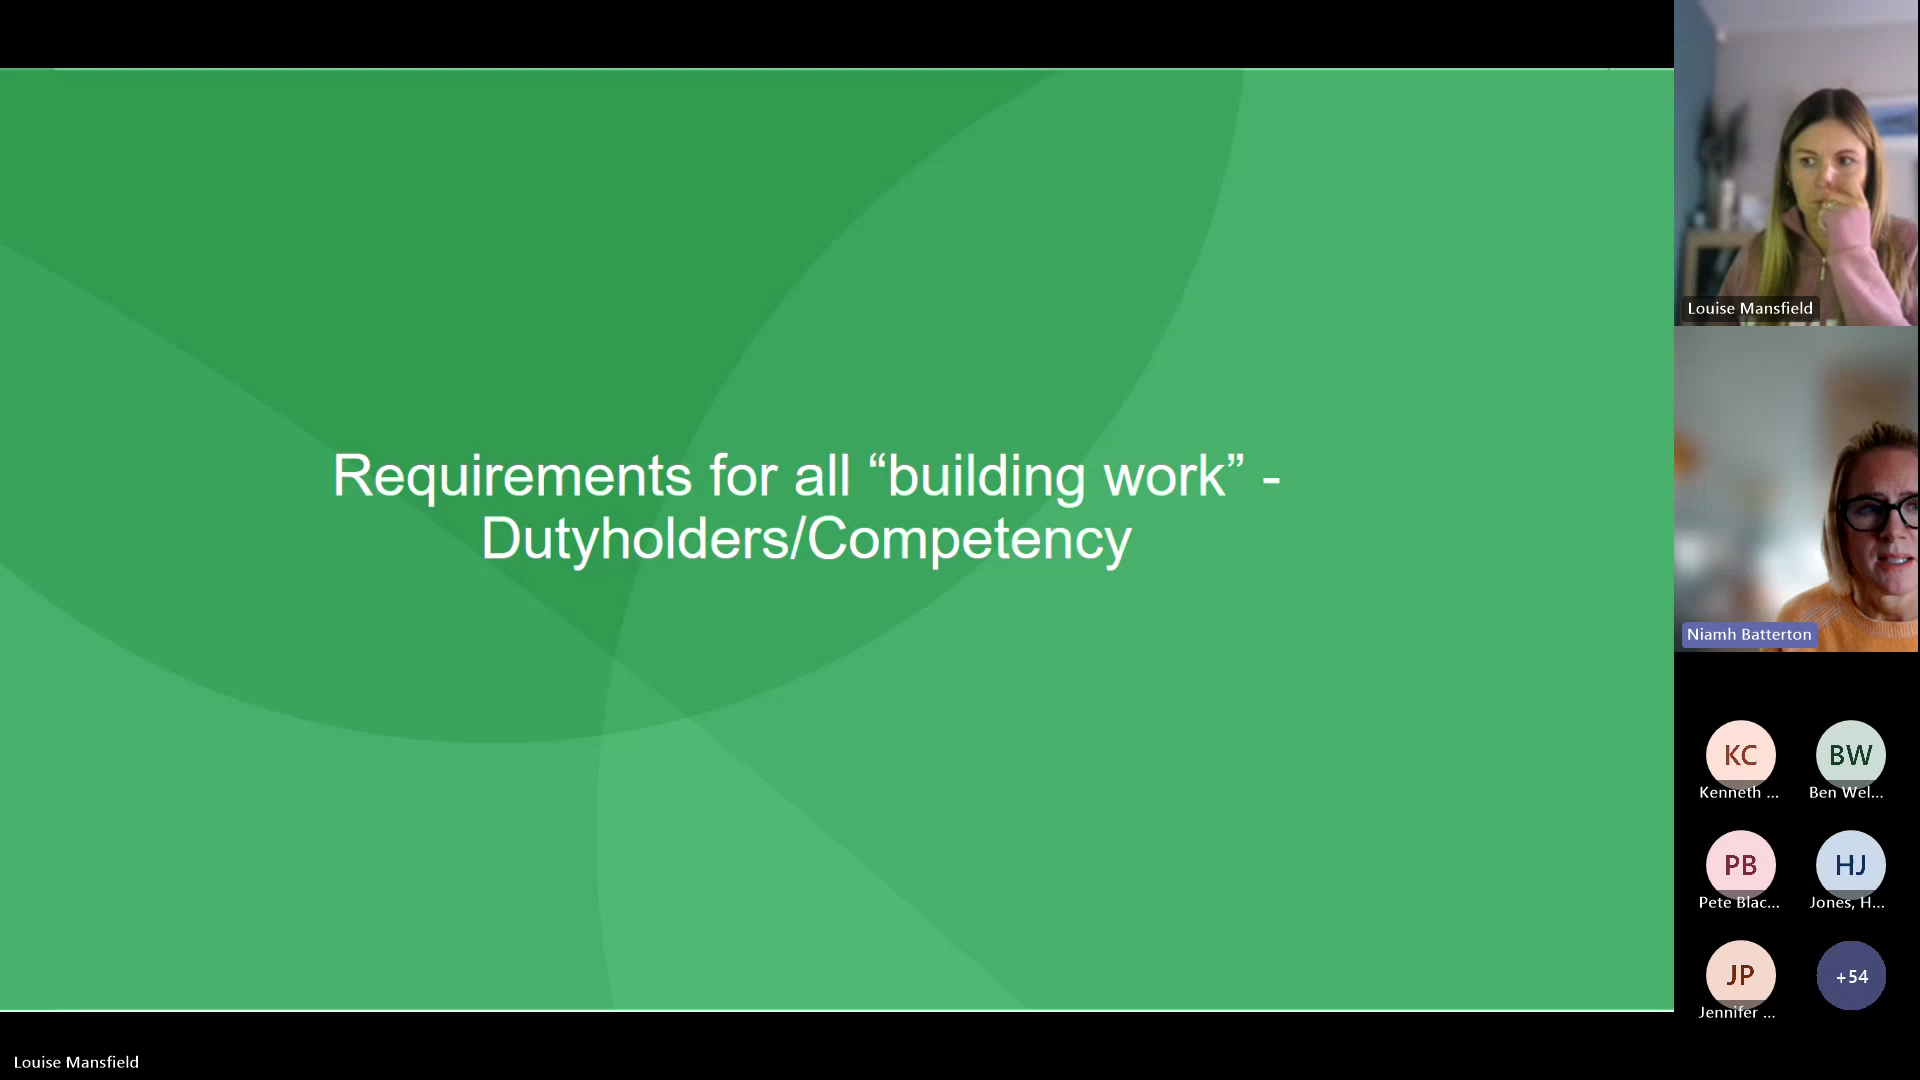 Requirements for all “building work” -
Dutyholders/Competency
Louise Mansfield
Niamh Batterton
KC
Kenneth ...
BW
Ben Wel...
PB
Pete Blac...
HJ
Jones, H...
JP
Jennifer ...
+54
Louise Mansfield